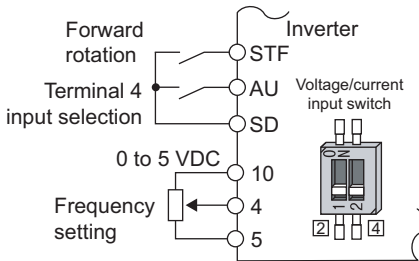 Inverter
Forward
rotation
STF
Terminal 4
input selection
AU
SD
Voltage/current
input switch
0 to 5 VDC
10
Frequency
setting
4
5
O
N
1
2
2
4